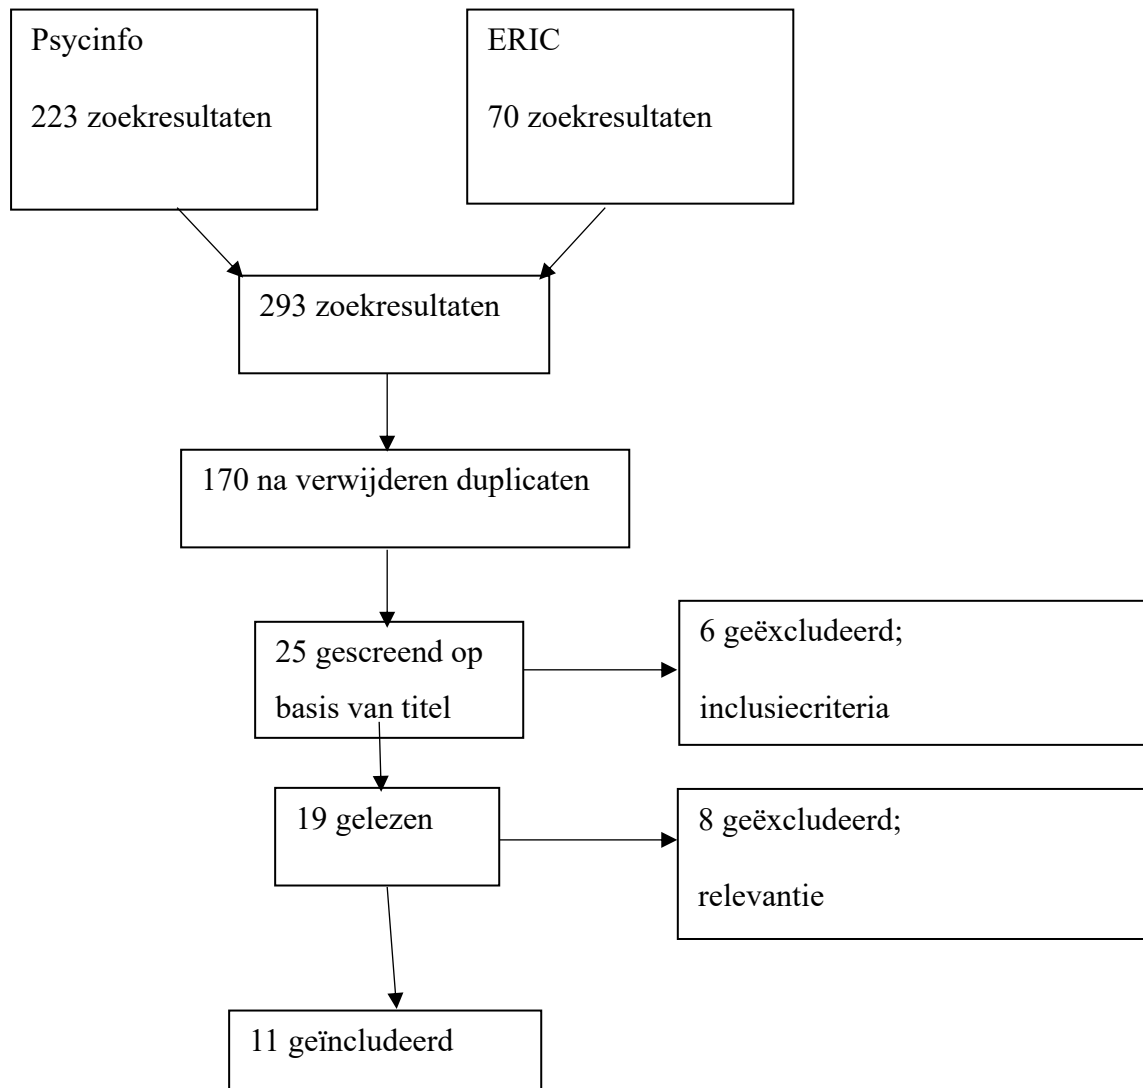 Psycinfo
223 zoekresultaten
ERIC
70 zoekresultaten
293 zoekresultaten
170 na verwijderen duplicaten
25 gescreend op
basis van titel
6 geëxcludeerd;
inclusiecriteria
19 gelezen
8 geëxcludeerd;
relevantie
11 geïncludeerd